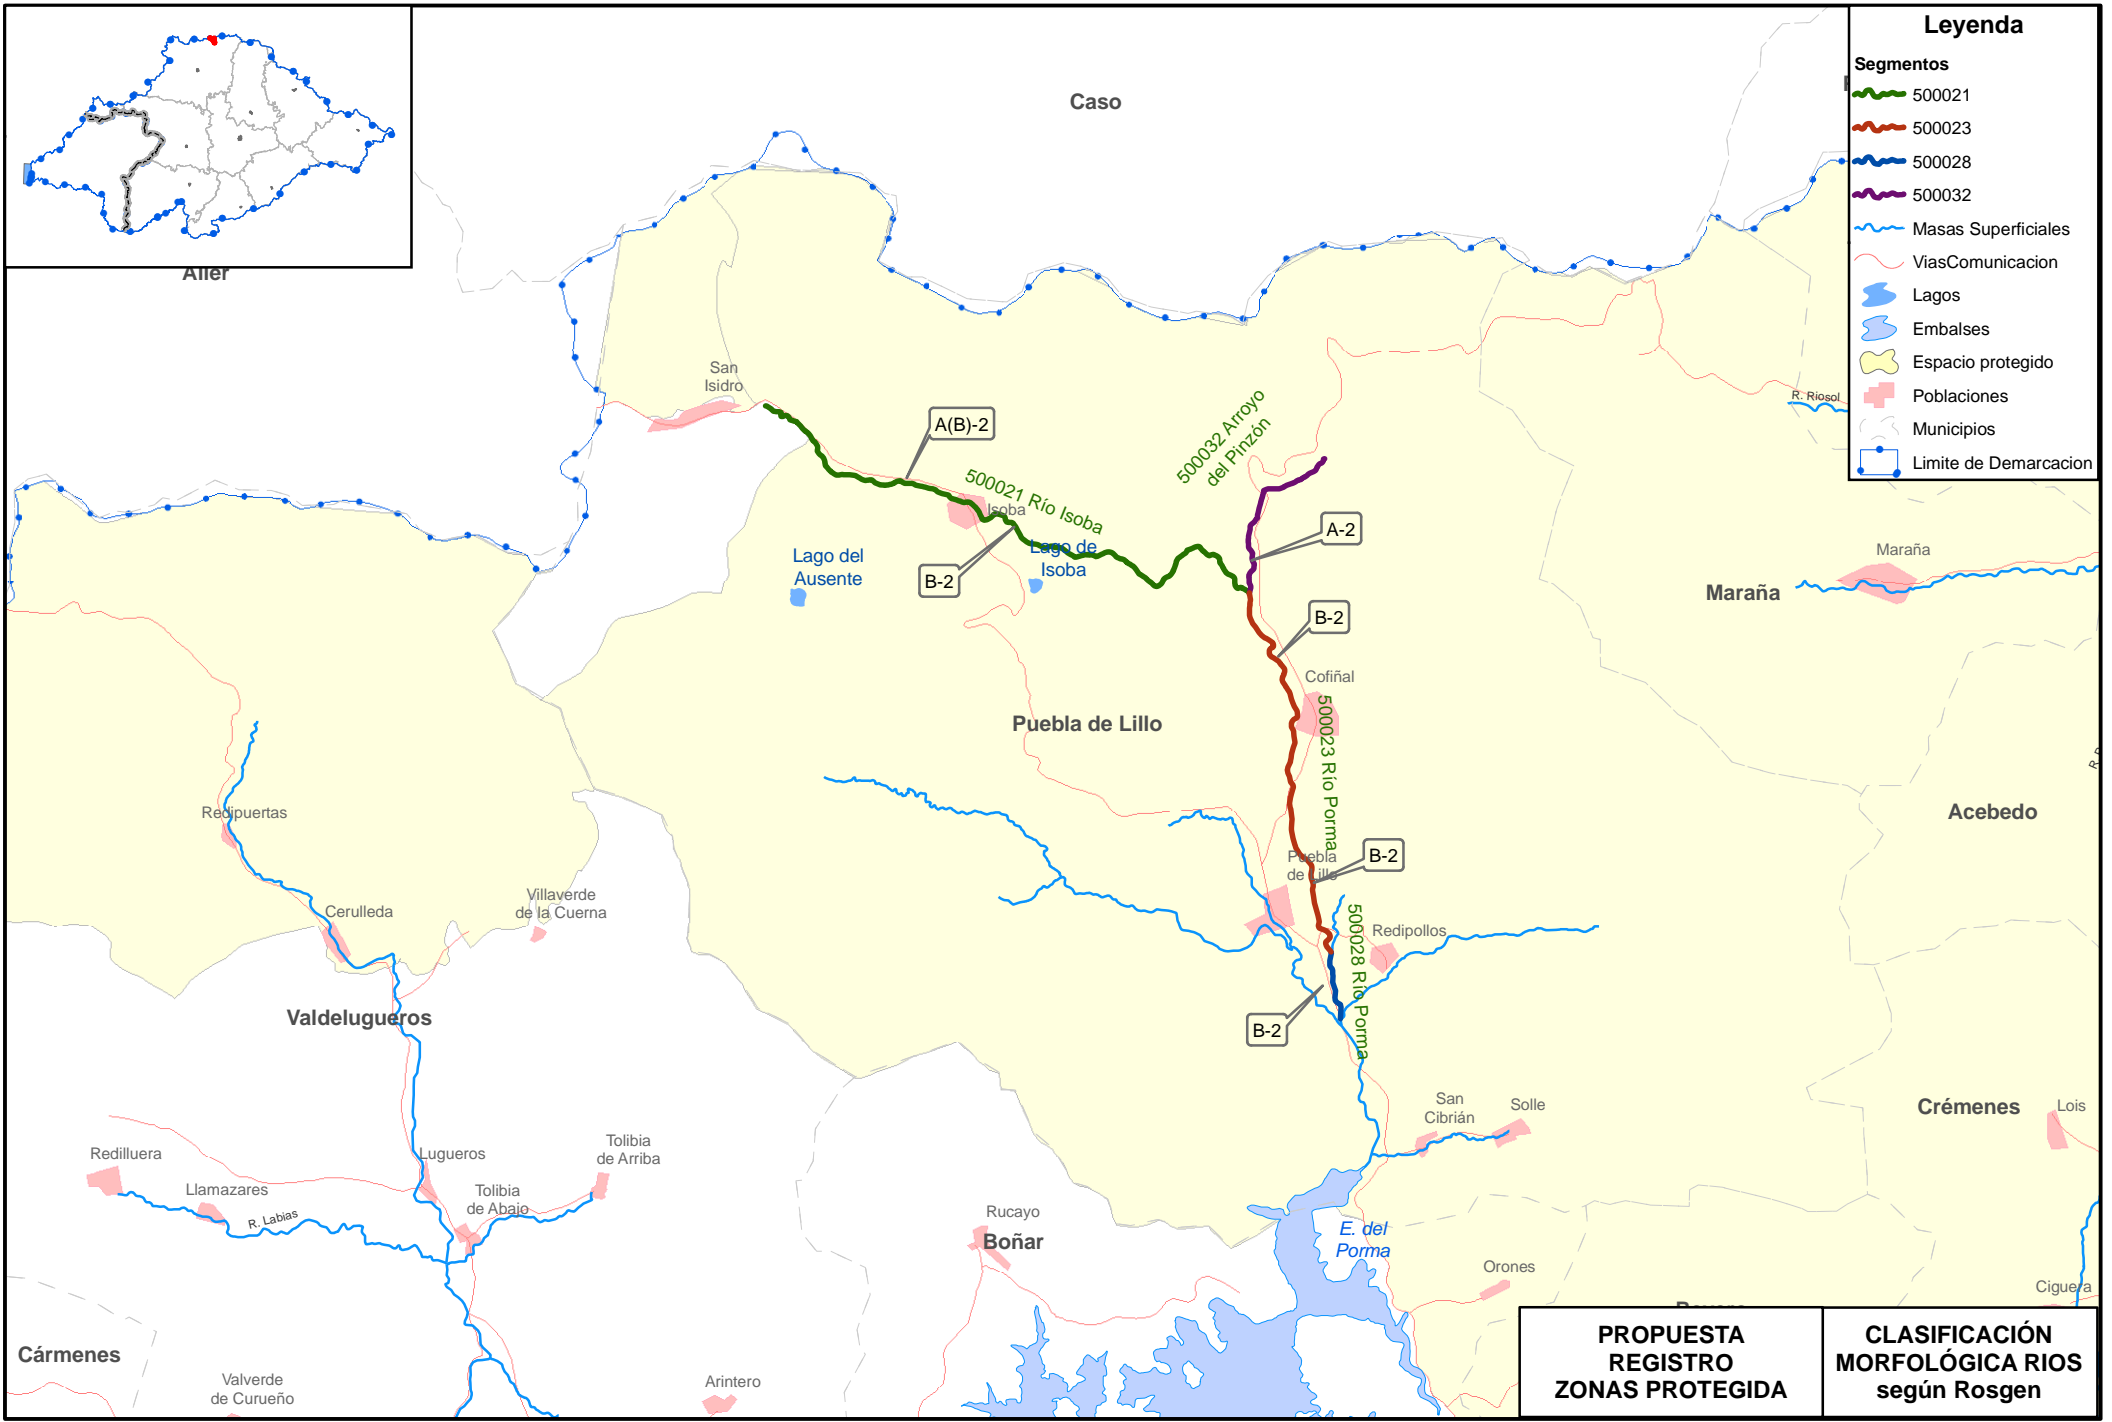 Leyenda
Segmentos
500021
500023
500028
500032
Masas Superficiales
ViasComunicacion
Lagos
Embalses
Espacio protegido
Poblaciones
Municipios
Limite de Demarcacion
Caso
Aller
San
Isidro
A(B)-2
500021 Río Isoba
Isoba
500032 Arroyo
del Pinzón
R. Riosol
A-2
Lago del
Ausente
Lago de
Isoba
B-2
Maraña
Maraña
B-2
Cofiñal
500023 Río Porma
Puebla de Lillo
Redipuertas
Acebedo
Puebla
de Lillo
B-2
Villaverde
de la Cuerna
Cerulleda
500028 Río Porma
Redipollos
Valdelugueros
B-2
San
Cibrián
Solle
Crémenes
Lois
Redilluera
Llamazares
R. Labias
Lugueros
Tolibia
de Arriba
Tolibia
de Abajo
Rucayo
Boñar
E. del
Porma
Orones
Ciguera
Cármenes
Valverde
de Curueño
Arintero
PROPUESTA
REGISTRO
ZONAS PROTEGIDA
CLASIFICACIÓN
MORFOLÓGICA RIOS
según Rosgen